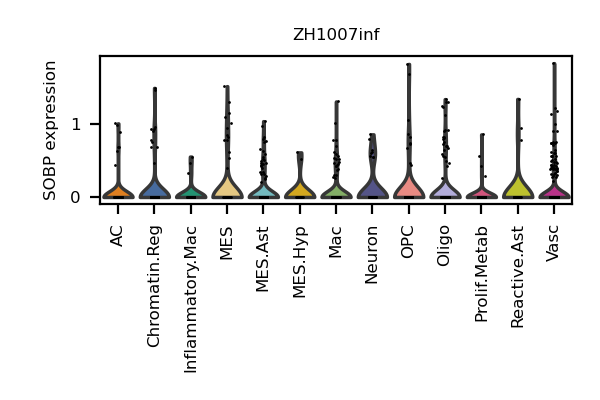 ZH1007inf
SOBP expression
1
0
AC
Chromatin.Reg
Inflammatory.Mac
MES
MES.Ast
MES.Hyp
Mac
Neuron
OPC
Oligo
Prolif.Metab
Reactive.Ast
Vasc